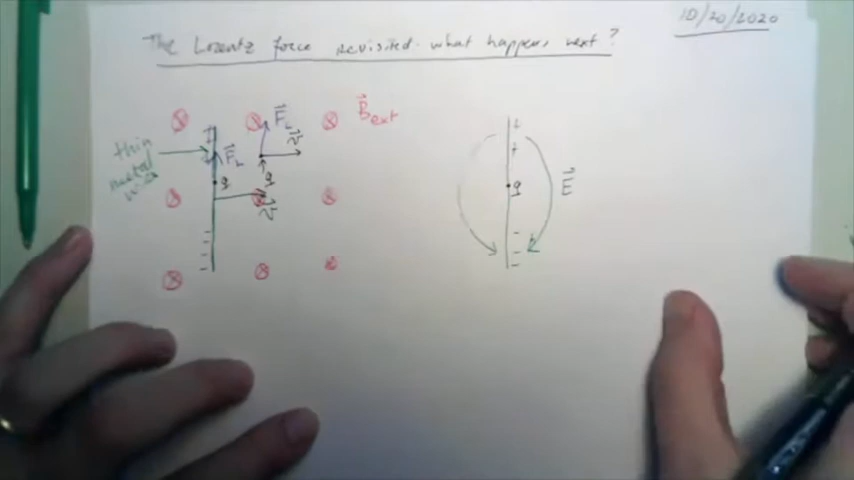 10/20/2020
The Lorentz force revisited. what happens next?
F_L
B_ext
v
thin
metal
wire
F_L
q
q
v
+
+
q
E